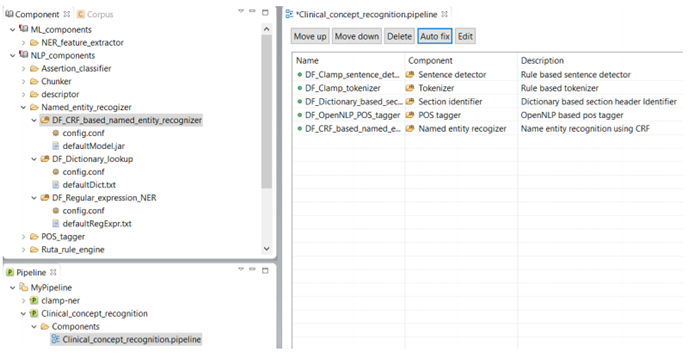 Component
Corpus
ML_components
NER_feature_extractor
NLP_components
Assertion_classifier
Chunker
descriptor
Named_entity_recogizer
DF_CRF_based_named_entity_recognizer
config.conf
defaultModel.jar
DF_Dictionary_lookup
config.conf
defaultDict.txt
DF_Regular_expression_NER
config.conf
defaultRegExpr.txt
POS_tagger
Ruta_rule_engine
Pipeline
MyPipeline
clamp-ner
Clinical_concept_recognition
Components
Clinical_concept_recognition.pipeline
*Clinical_concept_recognition.pipeline
Move up Move down Delete Auto fix Edit
Name Component Description
DF_Clamp_sentence_det... Sentence detector Rule based sentence detector
DF_Clamp_tokenizer Tokenizer Rule based tokenizer
DF_Dictionary_based_sec... Section identifier Dictionary based section header Identifier
DF_OpenNLP_POS_tagger POS tagger OpenNLP based pos tagger
DF_CRF_based_named_e... Named entity recogizer Name entity recognition using CRF